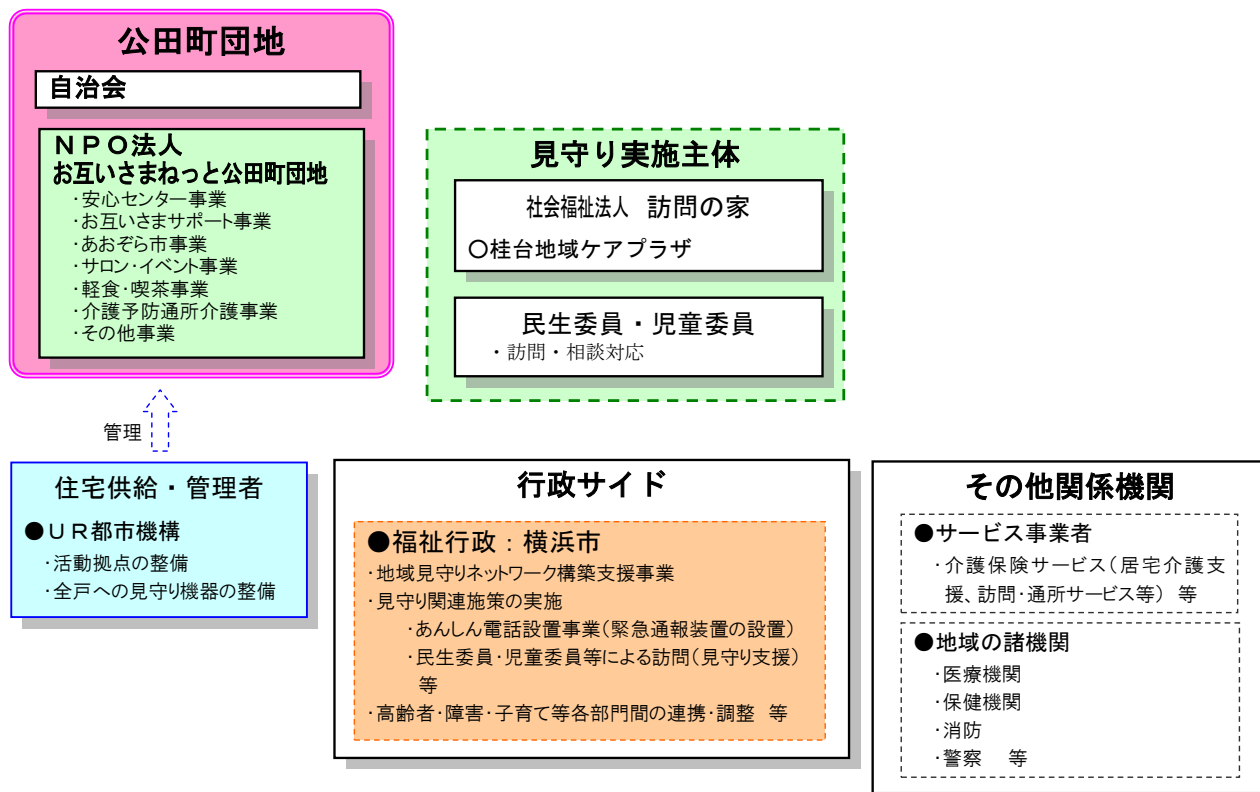 公田町団地
自治会
ＮＰＯ法人
お互いさまねっと公田町団地
・安心センター事業
・お互いさまサポート事業
・あおぞら市事業
・サロン・イベント事業
・軽食・喫茶事業
・介護予防通所介護事業
・その他事業
見守り実施主体
社会福祉法人 訪問の家
○桂台地域ケアプラザ
民生委員・児童委員
・訪問・相談対応
管理
住宅供給・管理者
●ＵＲ都市機構
・活動拠点の整備
・全戸への見守り機器の整備
行政サイド
●福祉行政：横浜市
・地域見守りネットワーク構築支援事業
・見守り関連施策の実施
・あんしん電話設置事業（緊急通報装置の設置）
・民生委員・児童委員等による訪問（見守り支援）
等
・高齢者・障害・子育て等各部門間の連携・調整 等
その他関係機関
●サービス事業者
・介護保険サービス（居宅介護支
援、訪問・通所サービス等） 等
●地域の諸機関
・医療機関
・保健機関
・消防
・警察 等